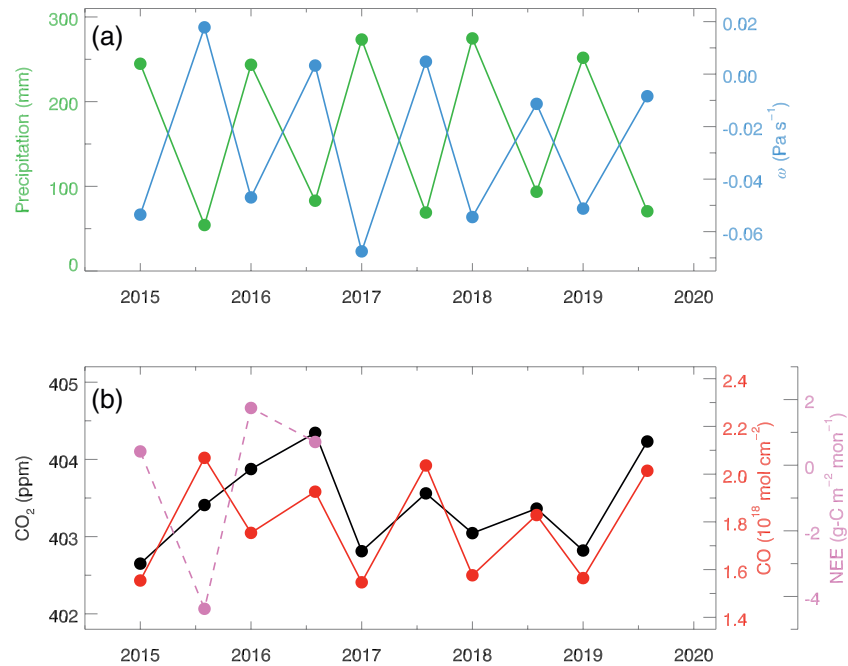 (a)
300
200
100
0
Precipitation (mm)
0.02
0.00
-0.02
-0.04
-0.06
ω (Pa s−1)
2015 2016 2017 2018 2019 2020
(b)
405
404
403
402
CO2 (ppm)
2.4
2.2
2.0
1.8
1.6
1.4
CO (1018 mol cm−2)
2
0
-2
-4
NEE (g-C m−2 mon−1)
2015 2016 2017 2018 2019 2020